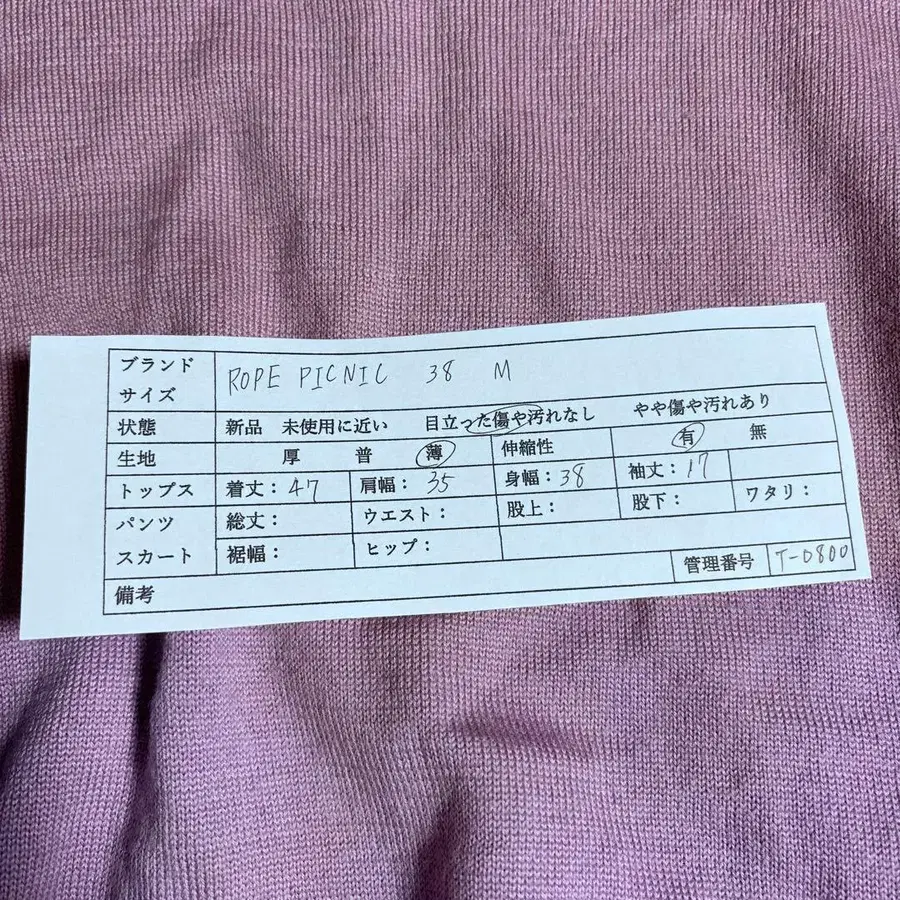 ブランド
サイズ
ROPE PICNIC 38 M
状態 新品 未使用に近い 目立った傷や汚れなし やや傷や汚れあり
生地 厚 普 薄 伸縮性 有 無
トップス 着丈：47 肩幅：35 身幅：38 袖丈：17
パンツ 総丈： ウエスト： 股上： 股下： ワタリ：
スカート 裾幅： ヒップ：
備考 管理番号 T-0800